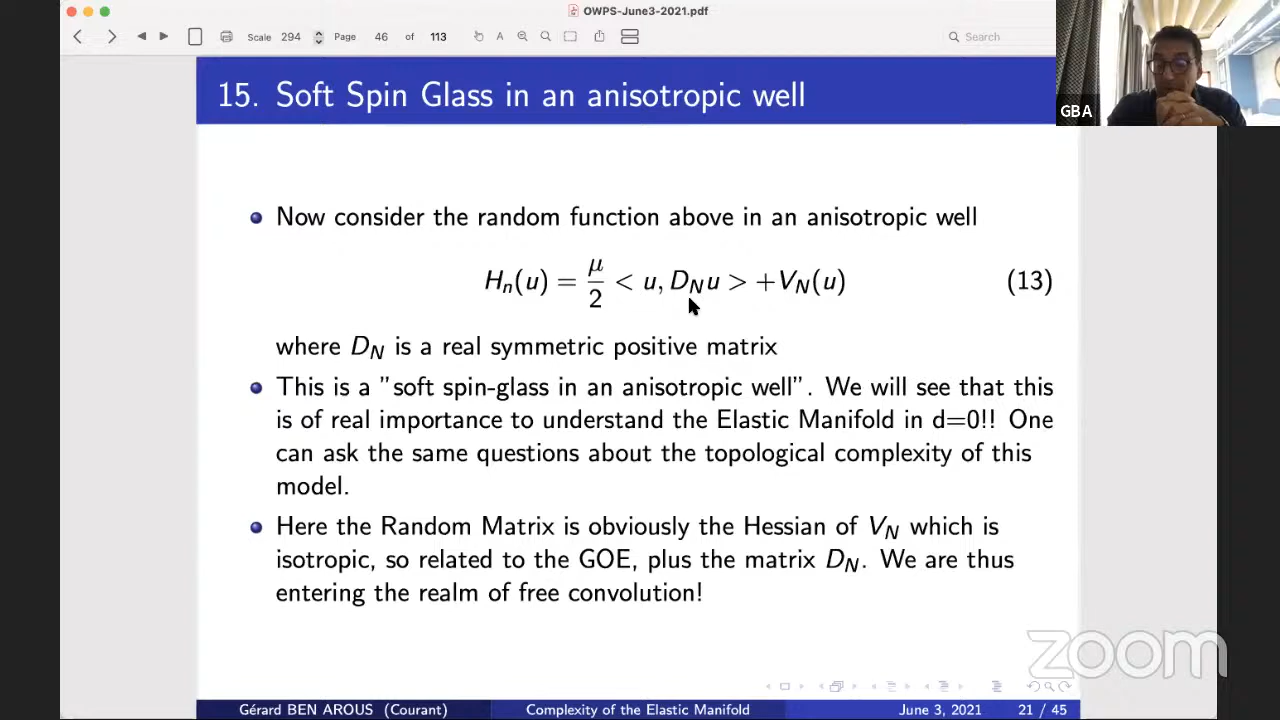 OWPS-June3-2021.pdf
Scale 294 Page 46 of 113 Search
GBA
15. Soft Spin Glass in an anisotropic well
Now consider the random function above in an anisotropic well
H_n(u) = μ/2 < u, D_N u > +V_N(u) (13)
where D_N is a real symmetric positive matrix
This is a "soft spin-glass in an anisotropic well". We will see that this
is of real importance to understand the Elastic Manifold in d=0!! One
can ask the same questions about the topological complexity of this
model.
Here the Random Matrix is obviously the Hessian of V_N which is
isotropic, so related to the GOE, plus the matrix D_N. We are thus
entering the realm of free convolution!
zoom
Gérard BEN AROUS (Courant) Complexity of the Elastic Manifold June 3, 2021 21 / 45